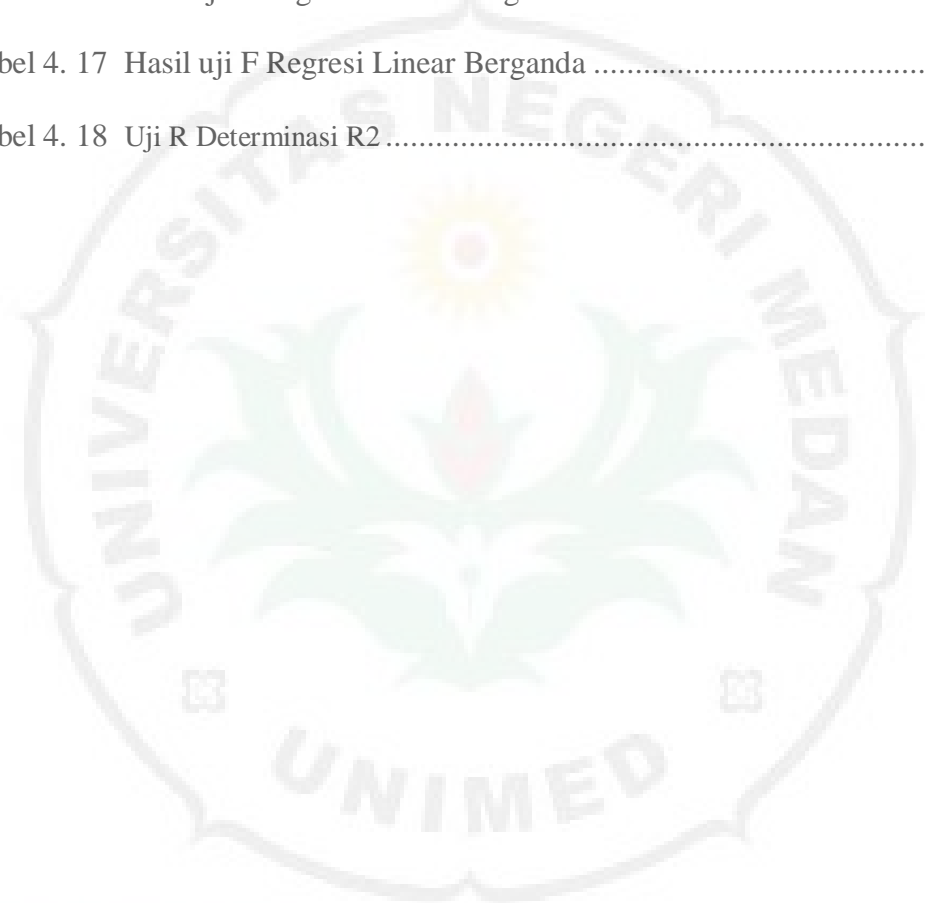 bel 4. 17 Hasil uji F Regresi Linear Berganda ........................................
bel 4. 18 Uji R Determinasi R2 .................................................................
UNIVERSITAS NEGERI MEDAN
UNIMED